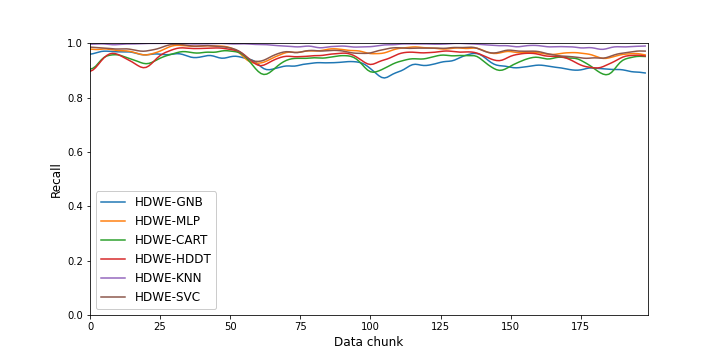 1.0
0.8
0.6
0.4
0.2
0.0
Recall
HDWE-GNB
HDWE-MLP
HDWE-CART
HDWE-HDDT
HDWE-KNN
HDWE-SVC
0 25 50 75 100 125 150 175
Data chunk